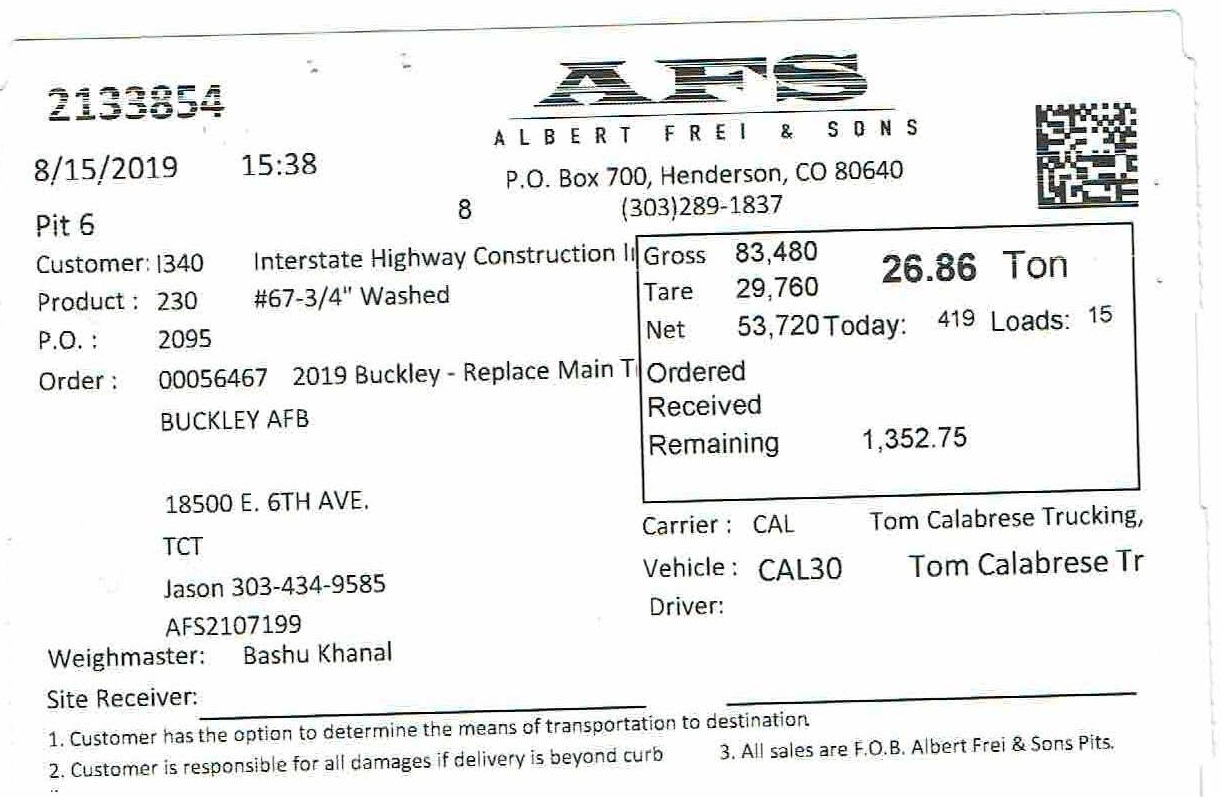 2133854
AFS
ALBERT FREI & SONS
8/15/2019 15:38
P.O. Box 700, Henderson, CO 80640
Pit 6
8
(303)289-1837
Customer: I340 Interstate Highway Construction I
Product : 230 #67-3/4" Washed
P.O. : 2095
Order : 00056467 2019 Buckley - Replace Main T
BUCKLEY AFB
18500 E. 6TH AVE.
TCT
Jason 303-434-9585
AFS2107199
Gross 83,480 26.86 Ton
Tare 29,760
Net 53,720 Today: 419 Loads: 15
Ordered
Received
Remaining 1,352.75
Carrier : CAL Tom Calabrese Trucking,
Vehicle : CAL30 Tom Calabrese Tr
Driver:
Weighmaster: Bashu Khanal
Site Receiver:
1. Customer has the option to determine the means of transportation to destination
2. Customer is responsible for all damages if delivery is beyond curb
3. All sales are F.O.B. Albert Frei & Sons Pits.